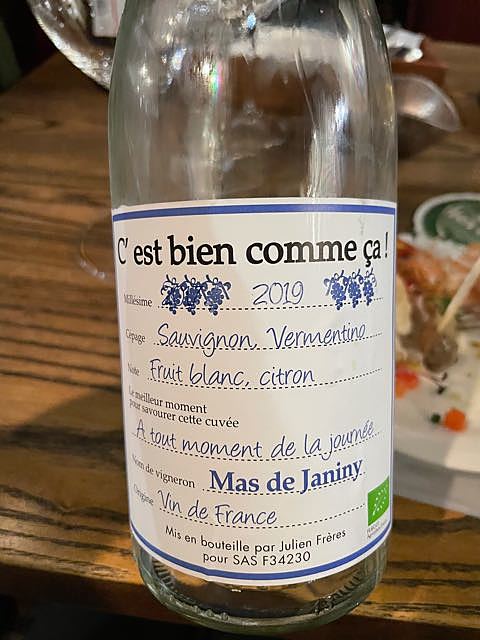 C'est bien comme ça !
Millésime 2019
Cépage Sauvignon, Vermentino
Note Fruit blanc, citron
Le meilleur moment
pour savourer cette cuvée
A tout moment de la journée
Nom de vigneron Mas de Janiny
Origine Vin de France
Mis en bouteille par Julien Frères
pour SAS F34230